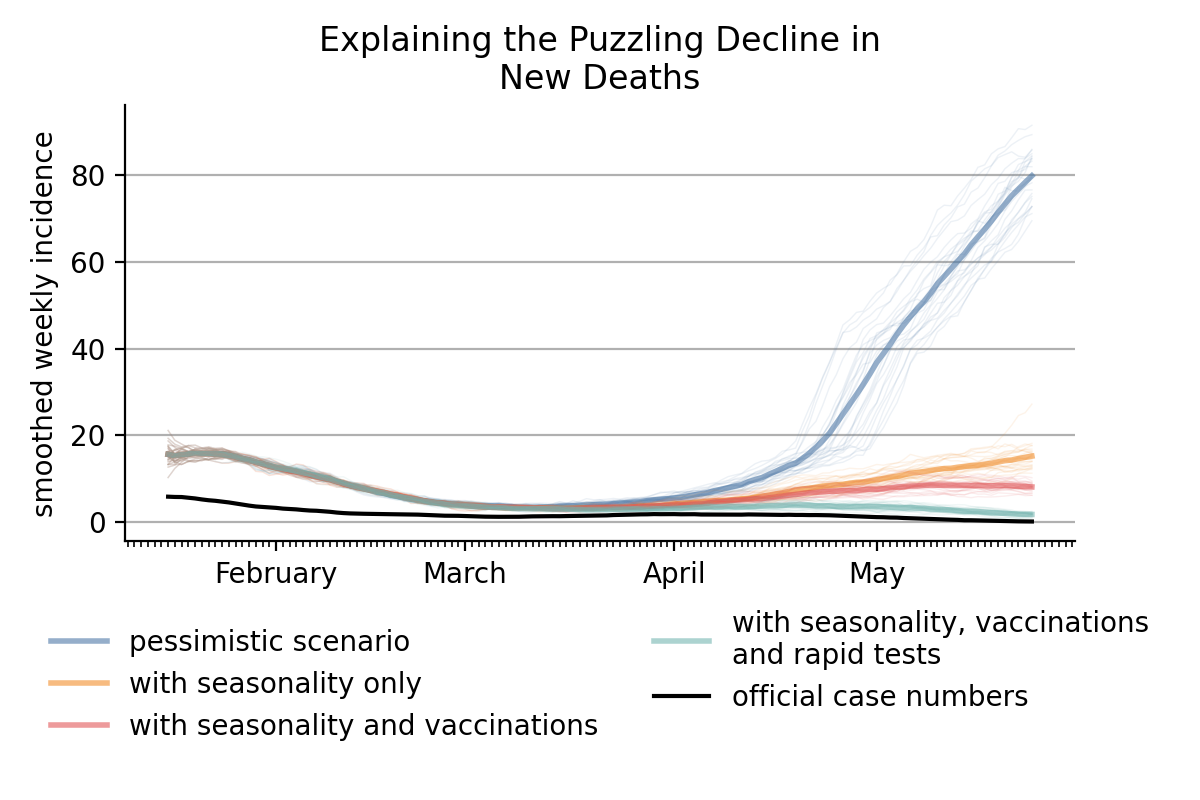 Explaining the Puzzling Decline in
New Deaths
smoothed weekly incidence
80
60
40
20
0
February
March
April
May
pessimistic scenario
with seasonality only
with seasonality and vaccinations
with seasonality, vaccinations
and rapid tests
official case numbers